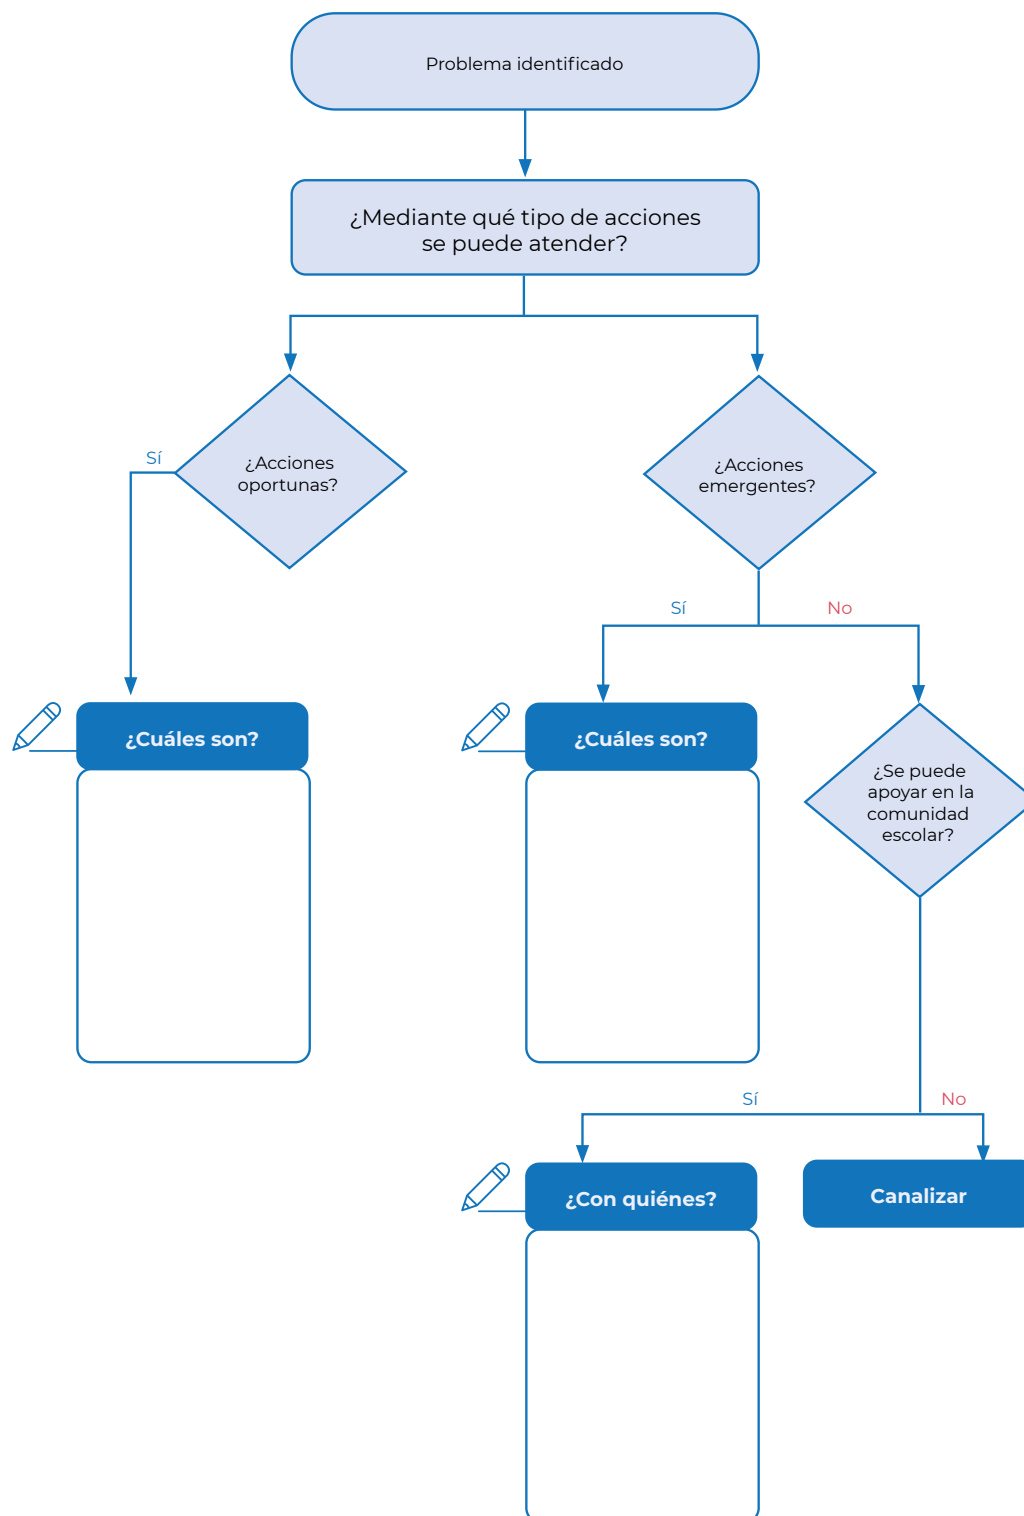 Problema identificado
¿Mediante qué tipo de acciones
se puede atender?
¿Acciones
oportunas?
Sí
¿Acciones
emergentes?
Sí
No
¿Cuáles son?
¿Cuáles son?
¿Se puede
apoyar en la
comunidad
escolar?
Sí
No
¿Con quiénes?
Canalizar